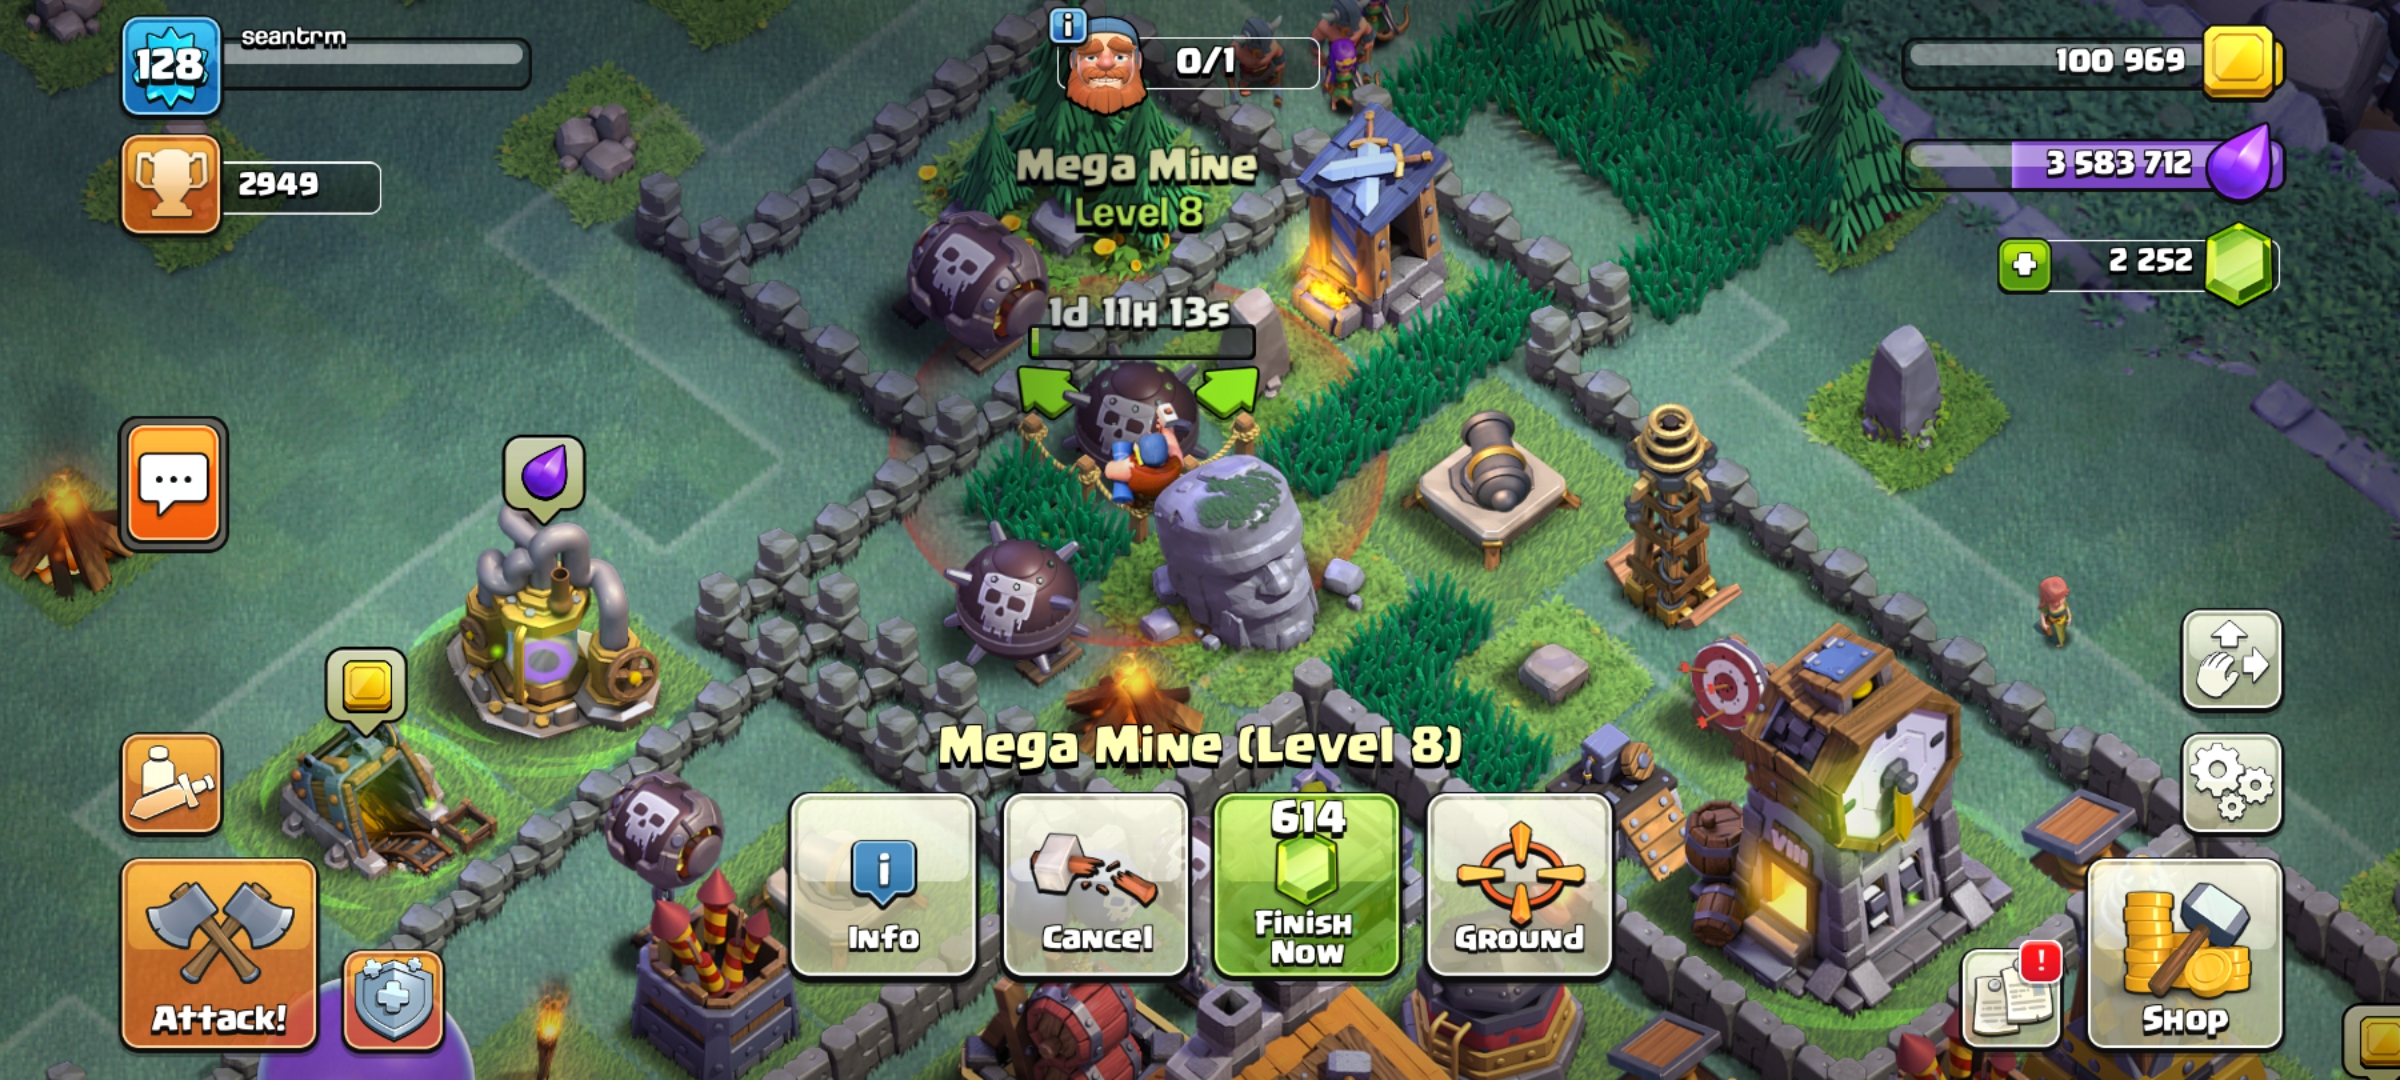 128
seantrm
0/1
100 969
2949
3 583 712
Mega Mine
Level 8
2 252
1d 11H 13s
Mega Mine (Level 8)
Info
Cancel
614
Finish
Now
Ground
VIII
Attack!
!
Shop